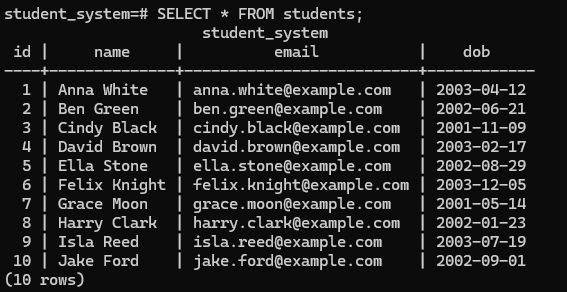 student_system=# SELECT * FROM students;
                      student_system
 id |     name     |          email           |    dob
----+--------------+--------------------------+------------
  1 | Anna White   | anna.white@example.com   | 2003-04-12
  2 | Ben Green    | ben.green@example.com    | 2002-06-21
  3 | Cindy Black  | cindy.black@example.com  | 2001-11-09
  4 | David Brown  | david.brown@example.com  | 2003-02-17
  5 | Ella Stone   | ella.stone@example.com   | 2002-08-29
  6 | Felix Knight | felix.knight@example.com | 2003-12-05
  7 | Grace Moon   | grace.moon@example.com   | 2001-05-14
  8 | Harry Clark  | harry.clark@example.com  | 2002-01-23
  9 | Isla Reed    | isla.reed@example.com    | 2003-07-19
 10 | Jake Ford    | jake.ford@example.com    | 2002-09-01
(10 rows)